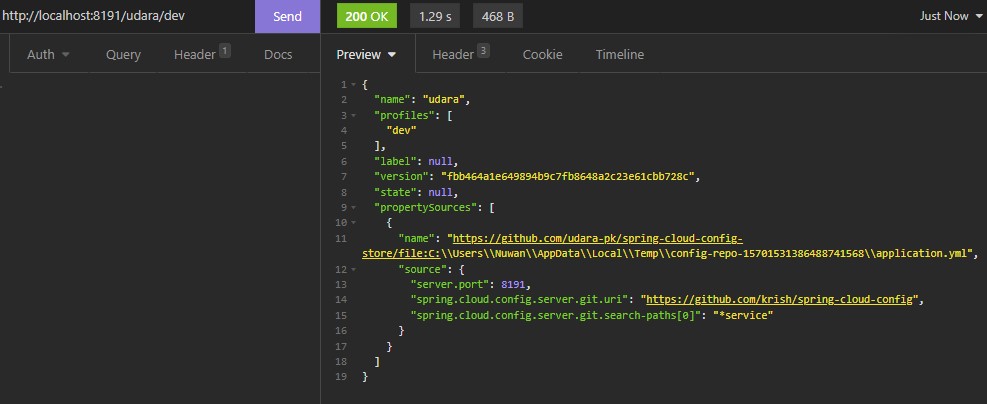 http://localhost:8191/udara/dev Send 200 OK 1.29 s 468 B Just Now
Auth Query Header 1 Docs Preview Header 3 Cookie Timeline
1 {
2 "name": "udara",
3 "profiles": [
4 "dev"
5 ],
6 "label": null,
7 "version": "fbb464a1e649894b9c7fb8648a2c23e61cbb728c",
8 "state": null,
9 "propertySources": [
10 {
11 "name": "https://github.com/udara-pk/spring-cloud-config-
store/file:C:\\Users\\Nuwan\\AppData\\Local\\Temp\\config-repo-15701531386488741568\\application.yml",
12 "source": {
13 "server.port": 8191,
14 "spring.cloud.config.server.git.uri": "https://github.com/krish/spring-cloud-config",
15 "spring.cloud.config.server.git.search-paths[0]": "*service"
16 }
17 }
18 ]
19 }